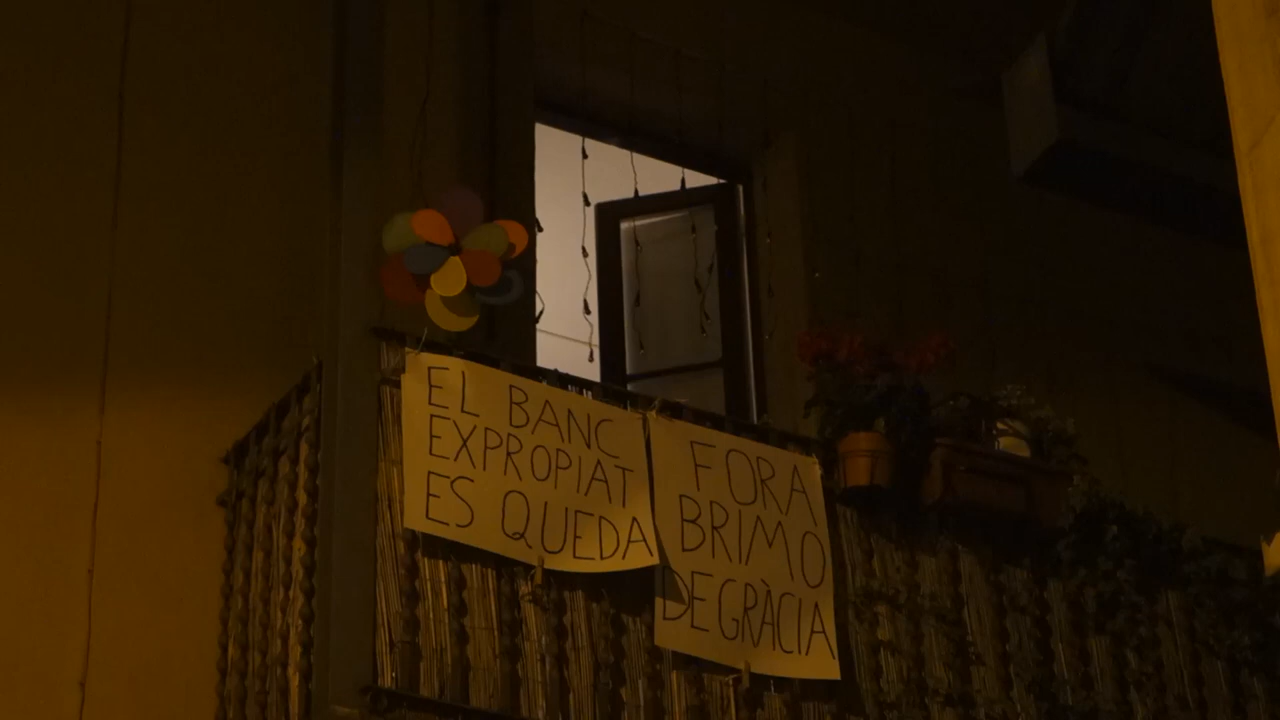 EL BANC
EXPROPIAT
ES QUEDA
FORA
BRIMO
DE GRÀCIA